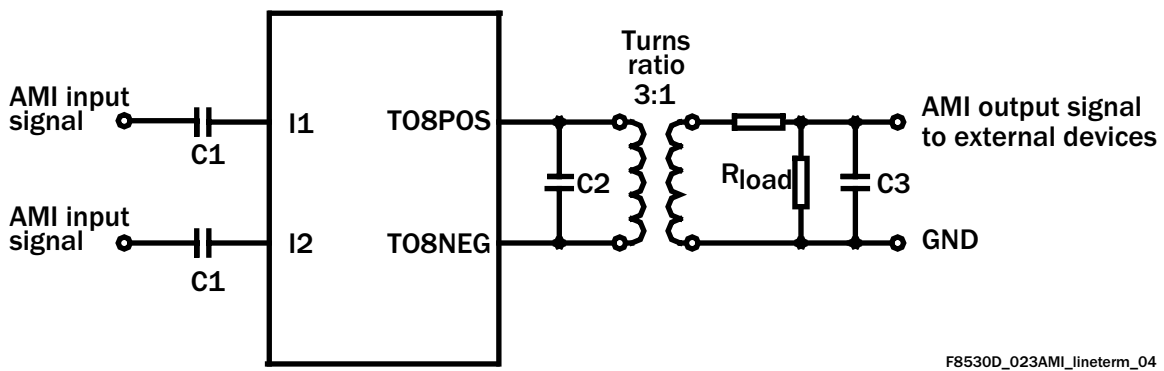 Turns
ratio
3:1
AMI input
signal
C1
I1
TO8POS
C2
Rload
C3
AMI output signal
to external devices
AMI input
signal
C1
I2
TO8NEG
GND
F8530D_023AMI_lineterm_04